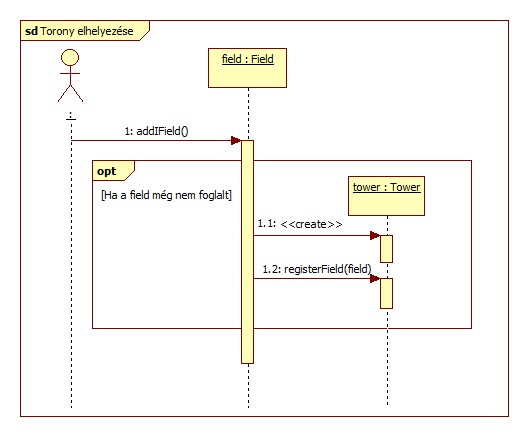 sd Torony elhelyezése
field : Field
:
1: addIField()
opt
[Ha a field még nem foglalt]
tower : Tower
1.1: <<create>>
1.2: registerField(field)